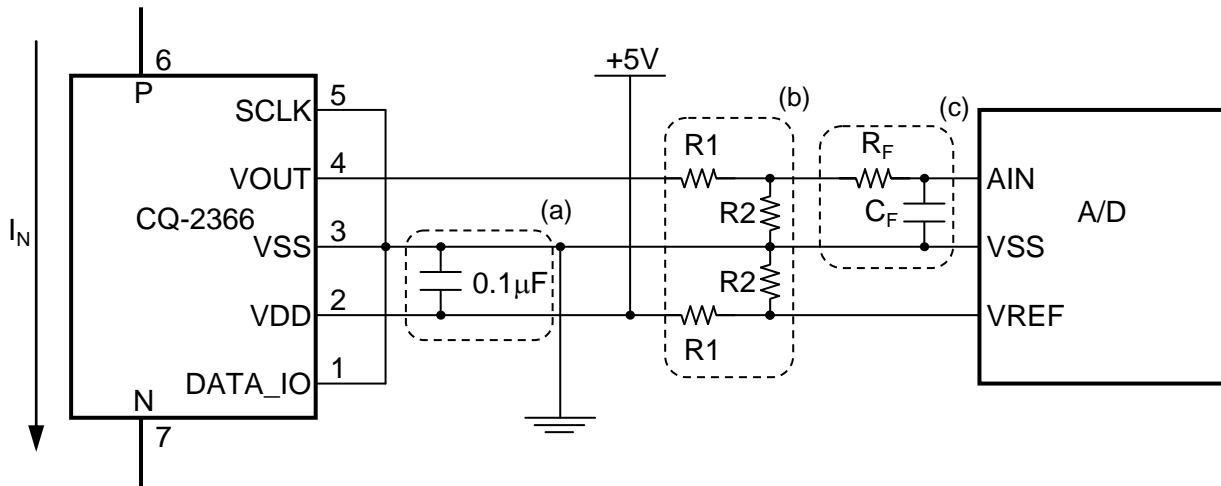 6
P
SCLK
5
VOUT
4
CQ-2366
VSS
3
VDD
2
DATA_IO
1
N
7
I_N
(a)
0.1μF
+5V
(b)
R1
R2
R2
R1
(c)
R_F
C_F
AIN
A/D
VSS
VREF